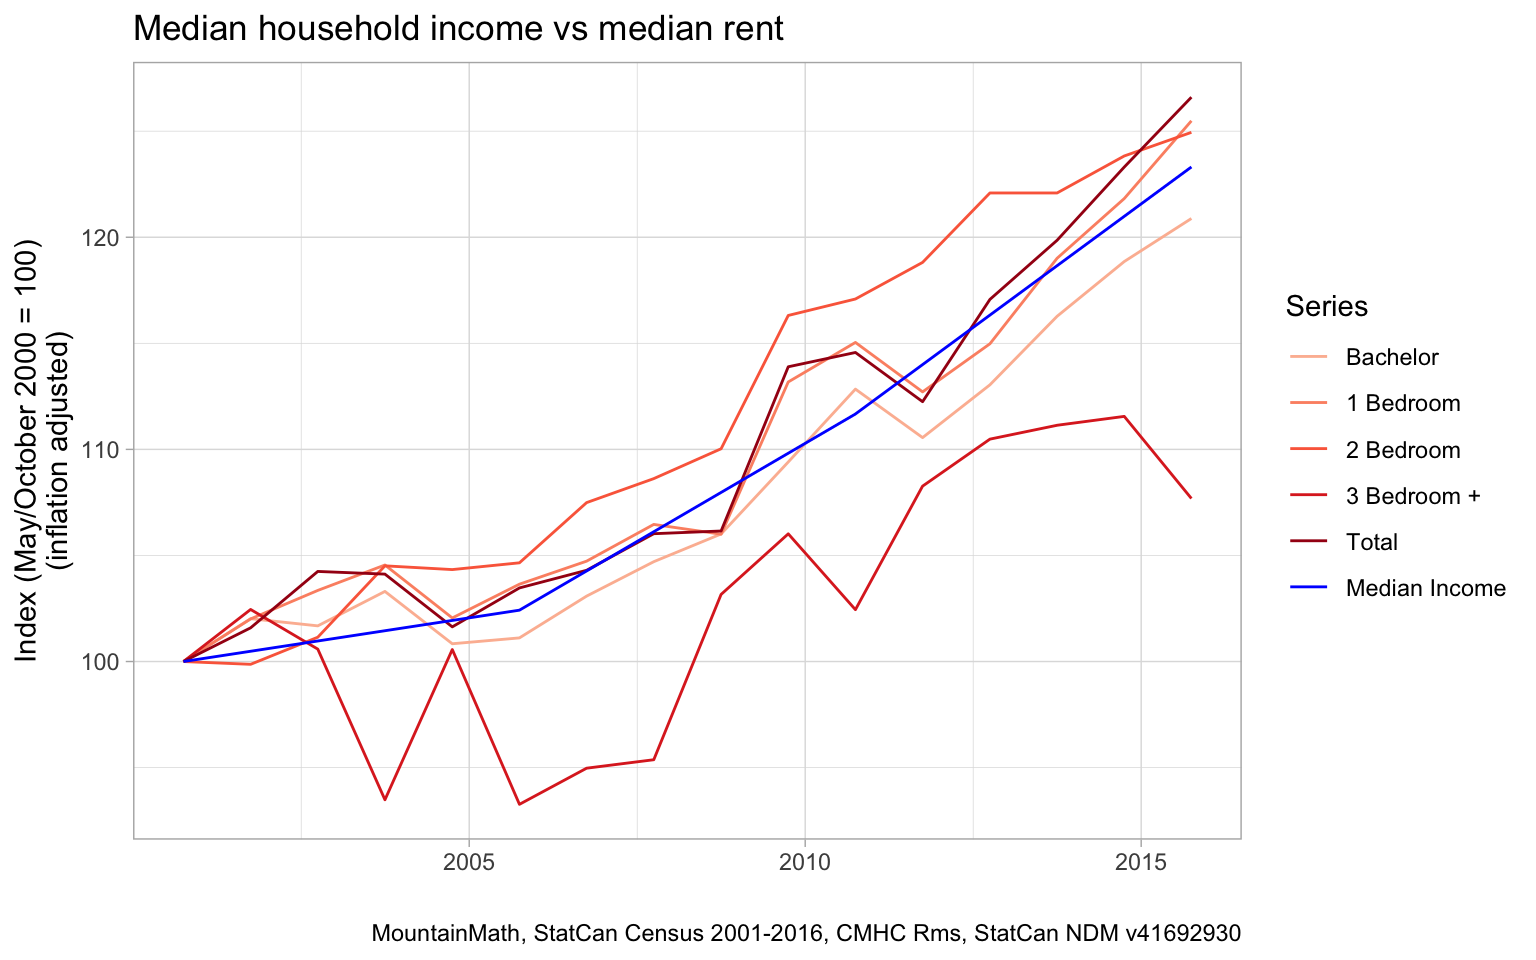 Median household income vs median rent
Index (May/October 2000 = 100)
(inflation adjusted)
120
110
100
2005
2010
2015
Series
Bachelor
1 Bedroom
2 Bedroom
3 Bedroom +
Total
Median Income
MountainMath, StatCan Census 2001-2016, CMHC Rms, StatCan NDM v41692930